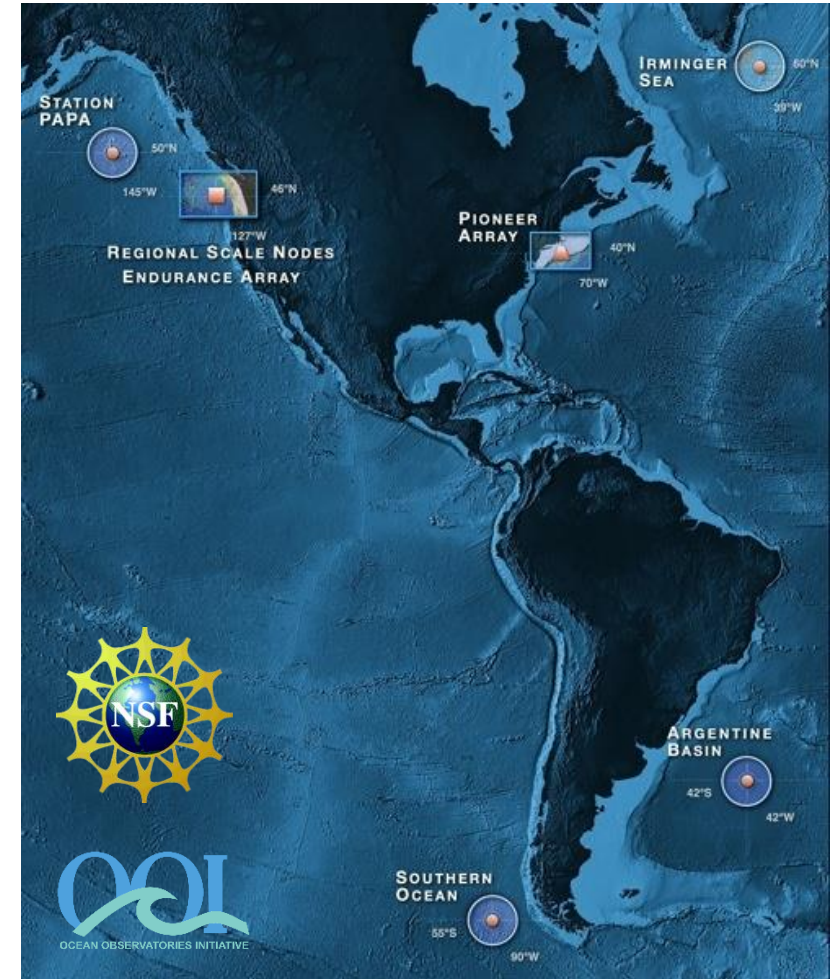 IRMINGER
SEA
60°N
39°W
STATION
PAPA
50°N
145°W
46°N
127°W
REGIONAL SCALE NODES
ENDURANCE ARRAY
PIONEER
ARRAY
40°N
70°W
NSF
ARGENTINE
BASIN
42°S
42°W
OOI
OCEAN OBSERVATORIES INITIATIVE
SOUTHERN
OCEAN
55°S
90°W